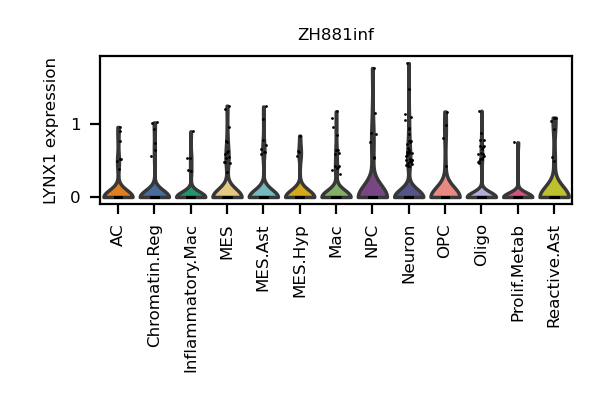 ZH881inf
LYNX1 expression
1
0
AC
Chromatin.Reg
Inflammatory.Mac
MES
MES.Ast
MES.Hyp
Mac
NPC
Neuron
OPC
Oligo
Prolif.Metab
Reactive.Ast